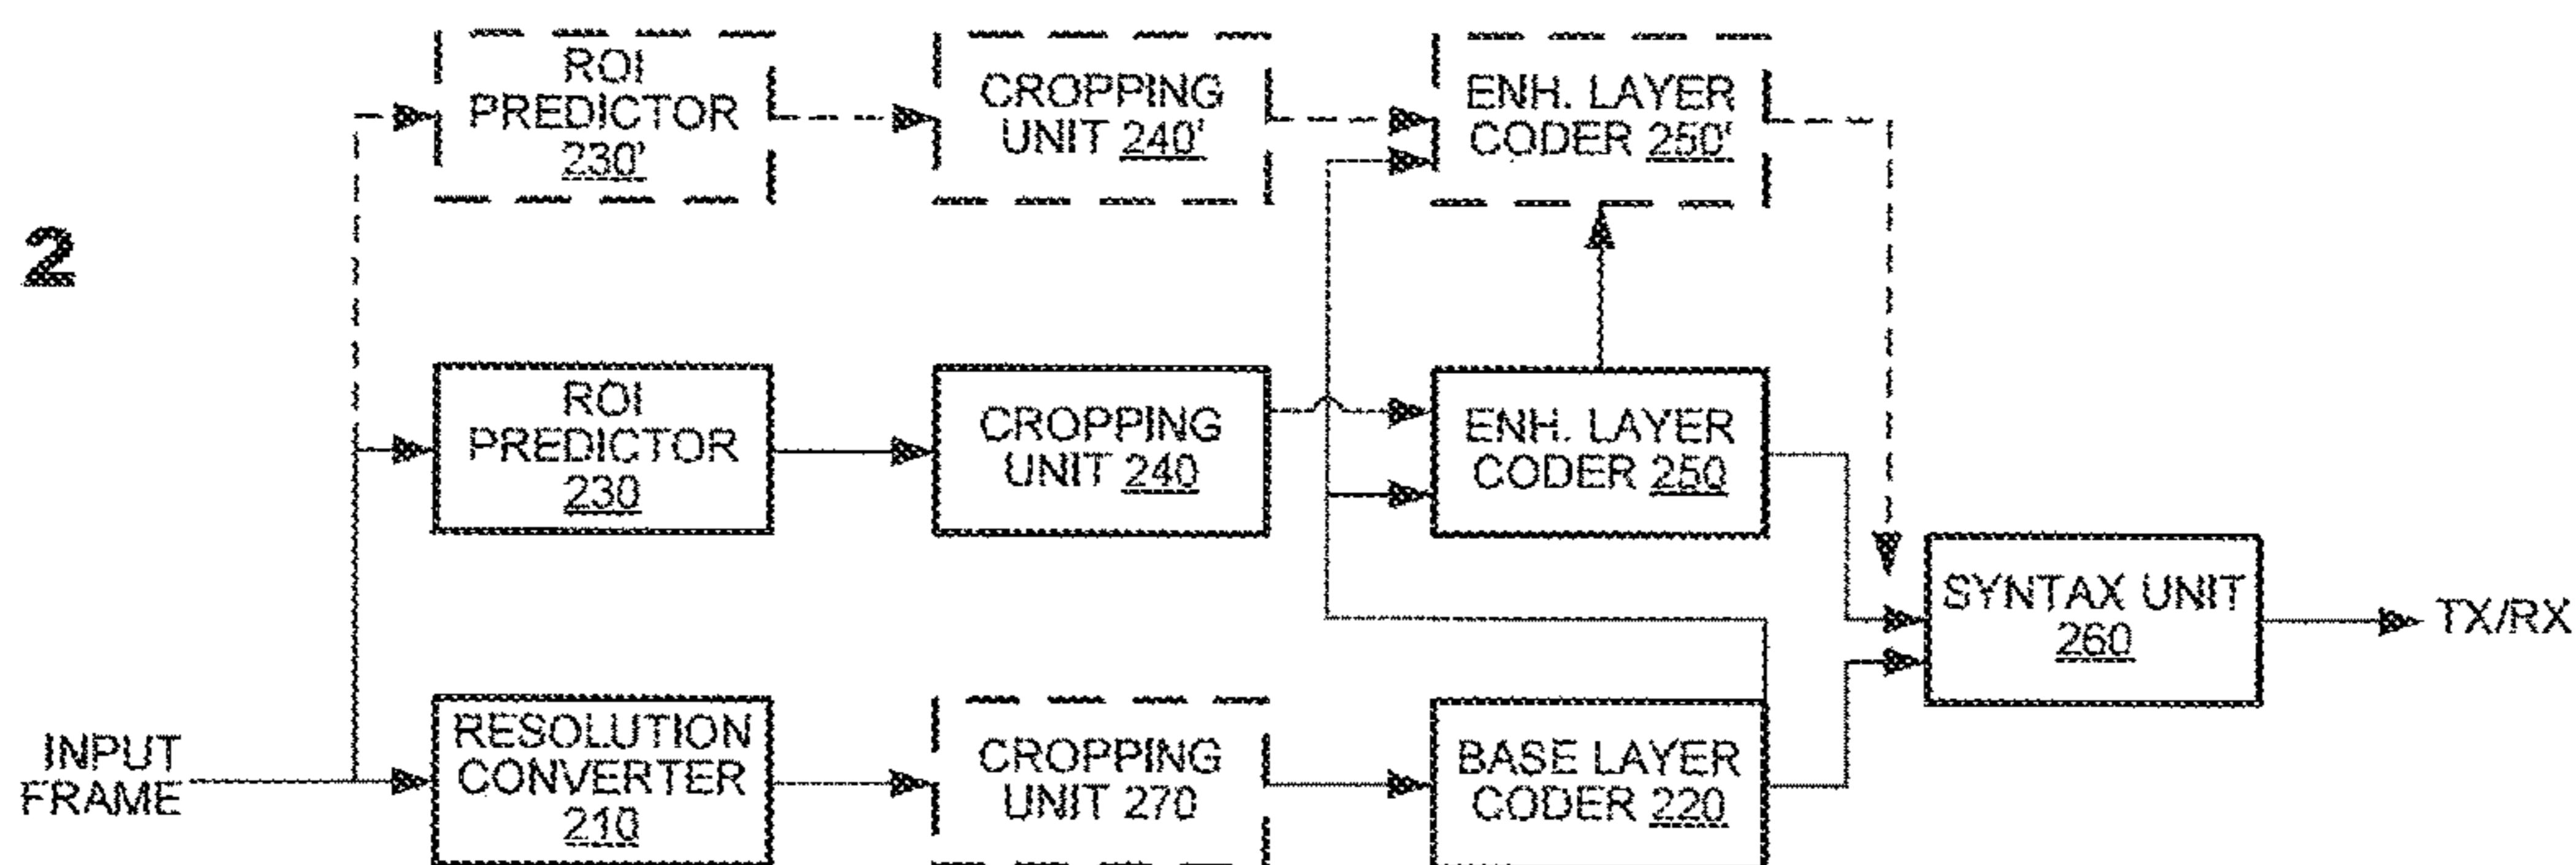 ROI
PREDICTOR
230'
CROPPING
UNIT 240'
ENH. LAYER
CODER 250'
2
ROI
PREDICTOR
230
CROPPING
UNIT 240
ENH. LAYER
CODER 250
SYNTAX UNIT
260
TX/RX
INPUT
FRAME
RESOLUTION
CONVERTER
210
CROPPING
UNIT 270
BASE LAYER
CODER 220